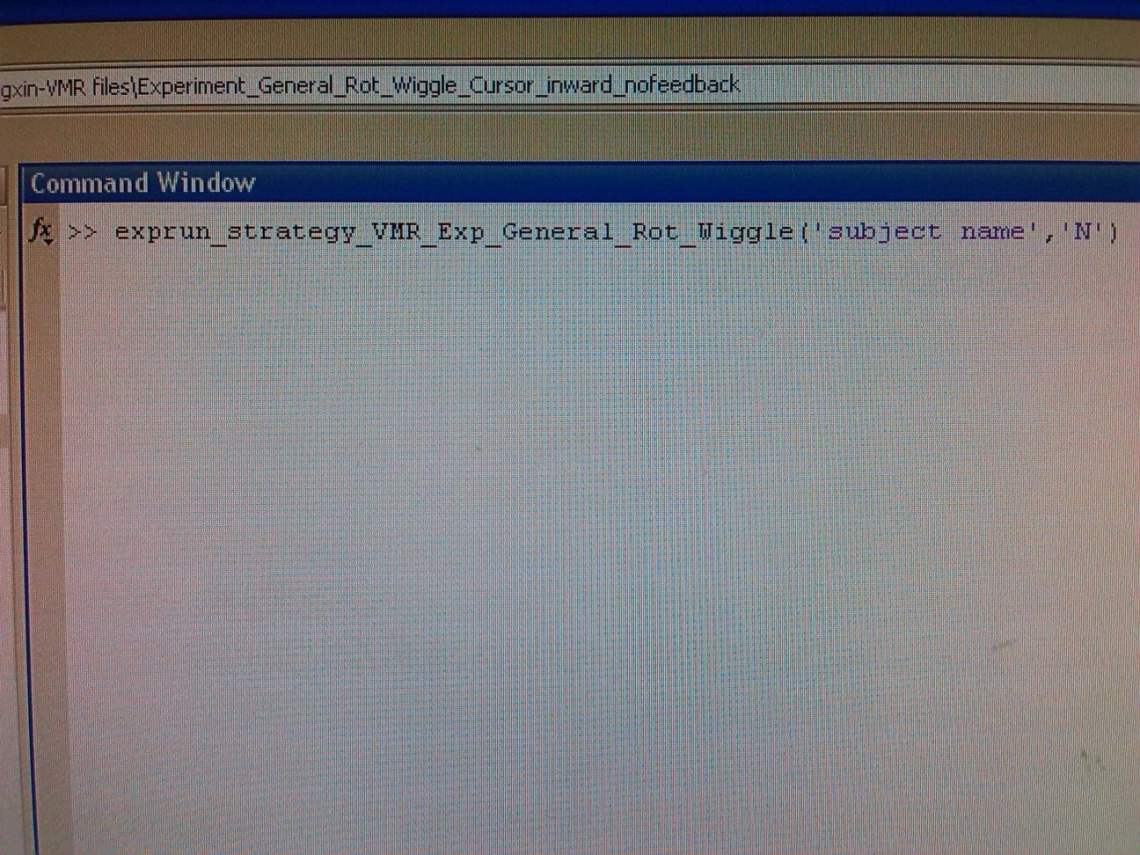 gxin-VMR files\Experiment_General_Rot_Wiggle_Cursor_inward_nofeedback
Command Window
fx >> exprun_strategy_VMR_Exp_General_Rot_Wiggle('subject name','N')